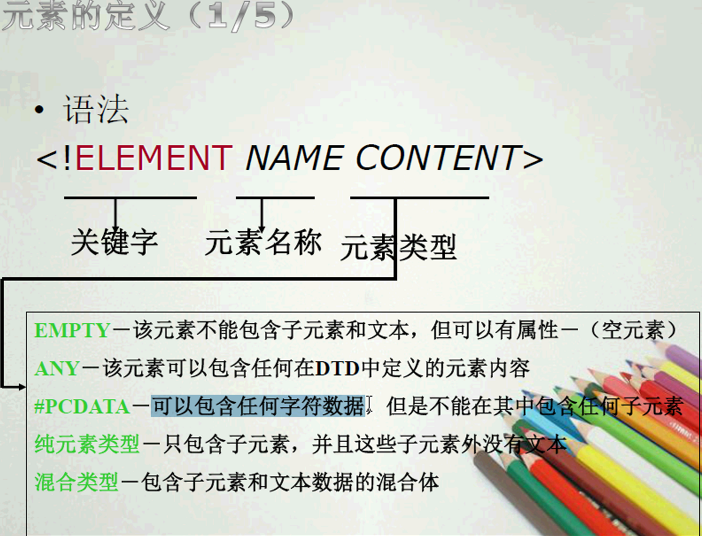 元素的定义（1/5）
• 语法
<!ELEMENT NAME CONTENT>
关键字 元素名称 元素类型
EMPTY－该元素不能包含子元素和文本，但可以有属性－（空元素）
ANY－该元素可以包含任何在DTD中定义的元素内容
#PCDATA－可以包含任何字符数据，但是不能在其中包含任何子元素
纯元素类型－只包含子元素，并且这些子元素外没有文本
混合类型－包含子元素和文本数据的混合体